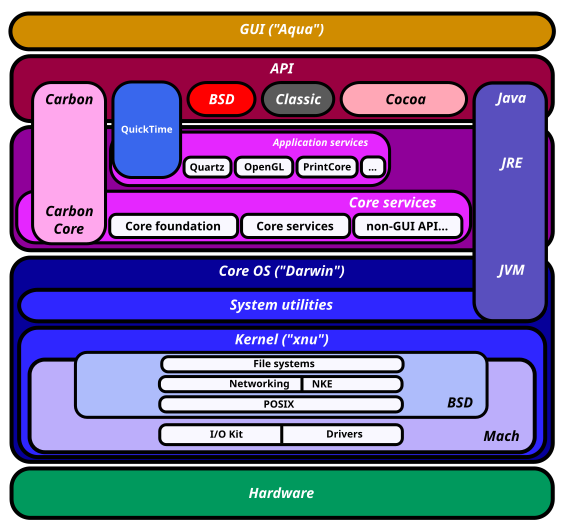 GUI ("Aqua")
API
Carbon
QuickTime
BSD
Classic
Cocoa
Java
Application services
Quartz
OpenGL
PrintCore
...
JRE
Core services
Carbon
Core
Core foundation
Core services
non-GUI API...
Core OS ("Darwin")
JVM
System utilities
Kernel ("xnu")
File systems
Networking
NKE
POSIX
BSD
I/O Kit
Drivers
Mach
Hardware